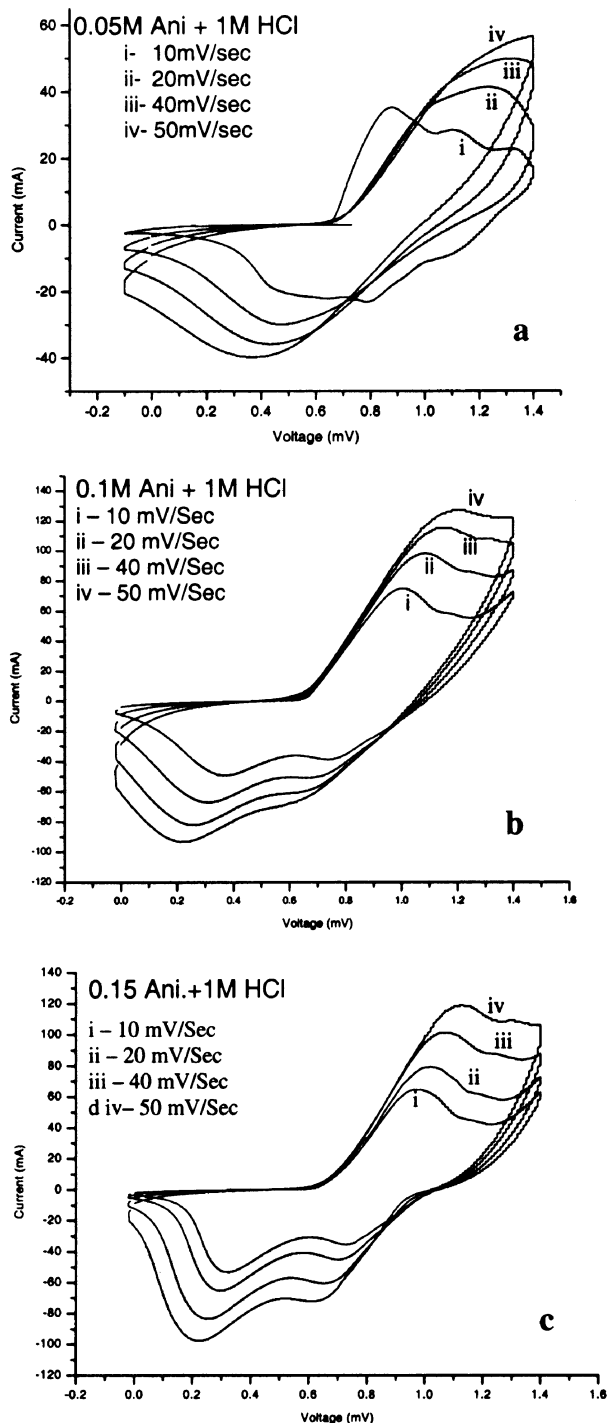 0.05M Ani + 1M HCl
i- 10mV/sec
ii- 20mV/sec
iii- 40mV/sec
iv- 50mV/sec
iv
iii
ii
i
60
40
20
0
-20
-40
Current (mA)
a
-0.2 0.0 0.2 0.4 0.6 0.8 1.0 1.2 1.4
Voltage (mV)
0.1M Ani + 1M HCl
i – 10 mV/Sec
ii – 20 mV/Sec
iii – 40 mV/Sec
iv – 50 mV/Sec
iv
iii
ii
i
140
120
100
80
60
40
20
0
-20
-40
-60
-80
-100
-120
Current (mA)
b
-0.2 0.0 0.2 0.4 0.6 0.8 1.0 1.2 1.4 1.6
Voltage (mV)
0.15 Ani.+1M HCl
i – 10 mV/Sec
ii – 20 mV/Sec
iii – 40 mV/Sec
d iv– 50 mV/Sec
iv
iii
ii
i
140
120
100
80
60
40
20
0
-20
-40
-60
-80
-100
-120
Current (mA)
c
-0.2 0.0 0.2 0.4 0.6 0.8 1.0 1.2 1.4 1.6
Voltage (mV)